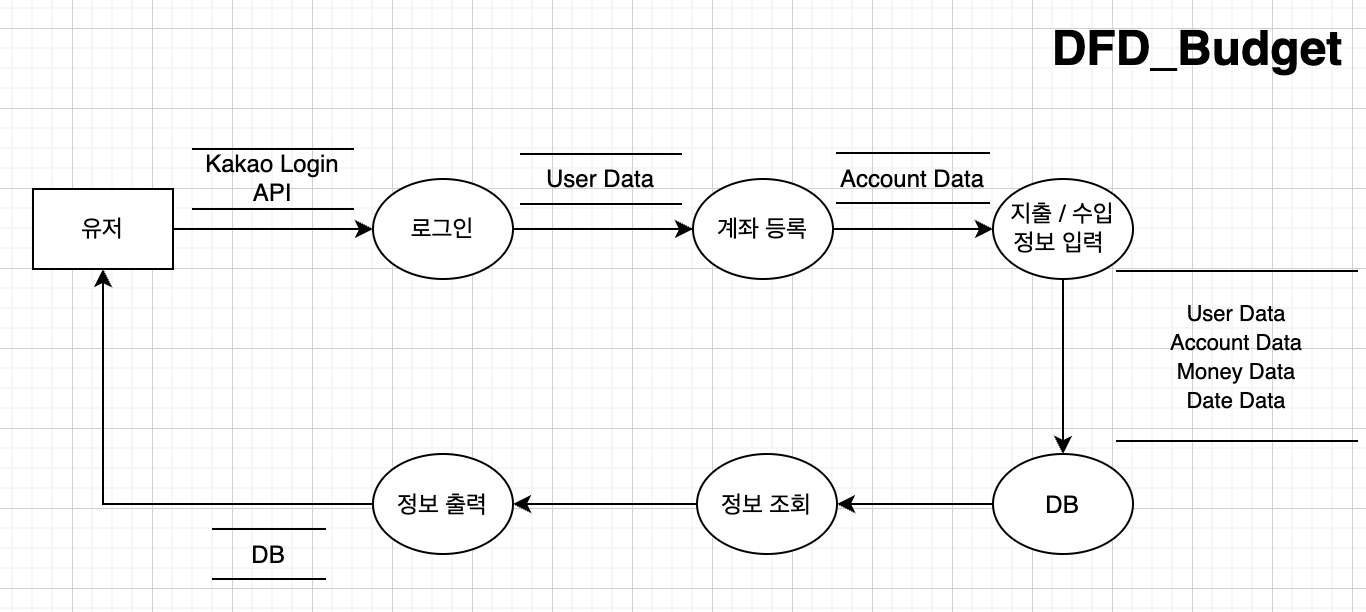 DFD_Budget
Kakao Login
API
User Data
Account Data
유저
로그인
계좌 등록
지출 / 수입
정보 입력
User Data
Account Data
Money Data
Date Data
정보 출력
정보 조회
DB
DB